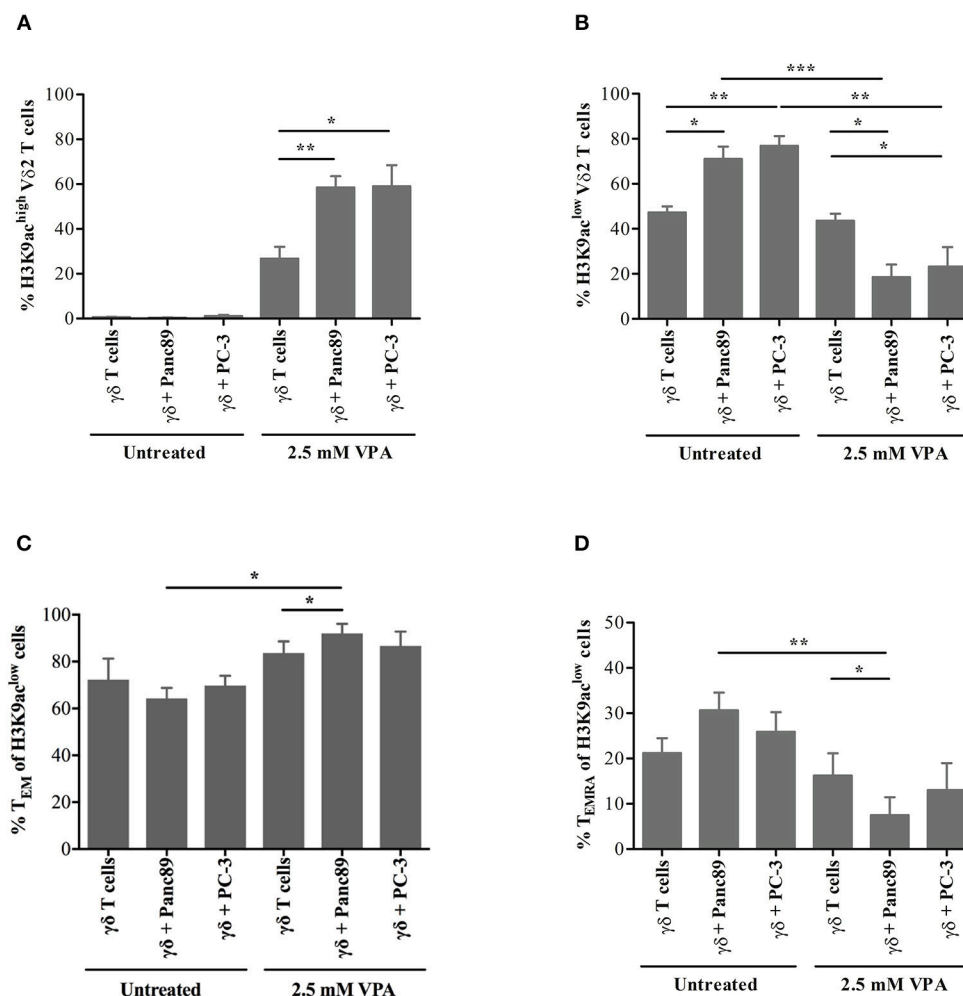 A
% H3K9ac^high Vδ2 T cells
100
80
60
40
20
0
*
**
γδ T cells
γδ + Panc89
γδ + PC-3
γδ T cells
γδ + Panc89
γδ + PC-3
Untreated
2.5 mM VPA
B
% H3K9ac^low Vδ2 T cells
100
80
60
40
20
0
***
** **
* *
*
γδ T cells
γδ + Panc89
γδ + PC-3
γδ T cells
γδ + Panc89
γδ + PC-3
Untreated
2.5 mM VPA
C
% T_EM of H3K9ac^low cells
100
80
60
40
20
0
*
*
γδ T cells
γδ + Panc89
γδ + PC-3
γδ T cells
γδ + Panc89
γδ + PC-3
Untreated
2.5 mM VPA
D
% T_EMRA of H3K9ac^low cells
50
40
30
20
10
0
**
*
γδ T cells
γδ + Panc89
γδ + PC-3
γδ T cells
γδ + Panc89
γδ + PC-3
Untreated
2.5 mM VPA